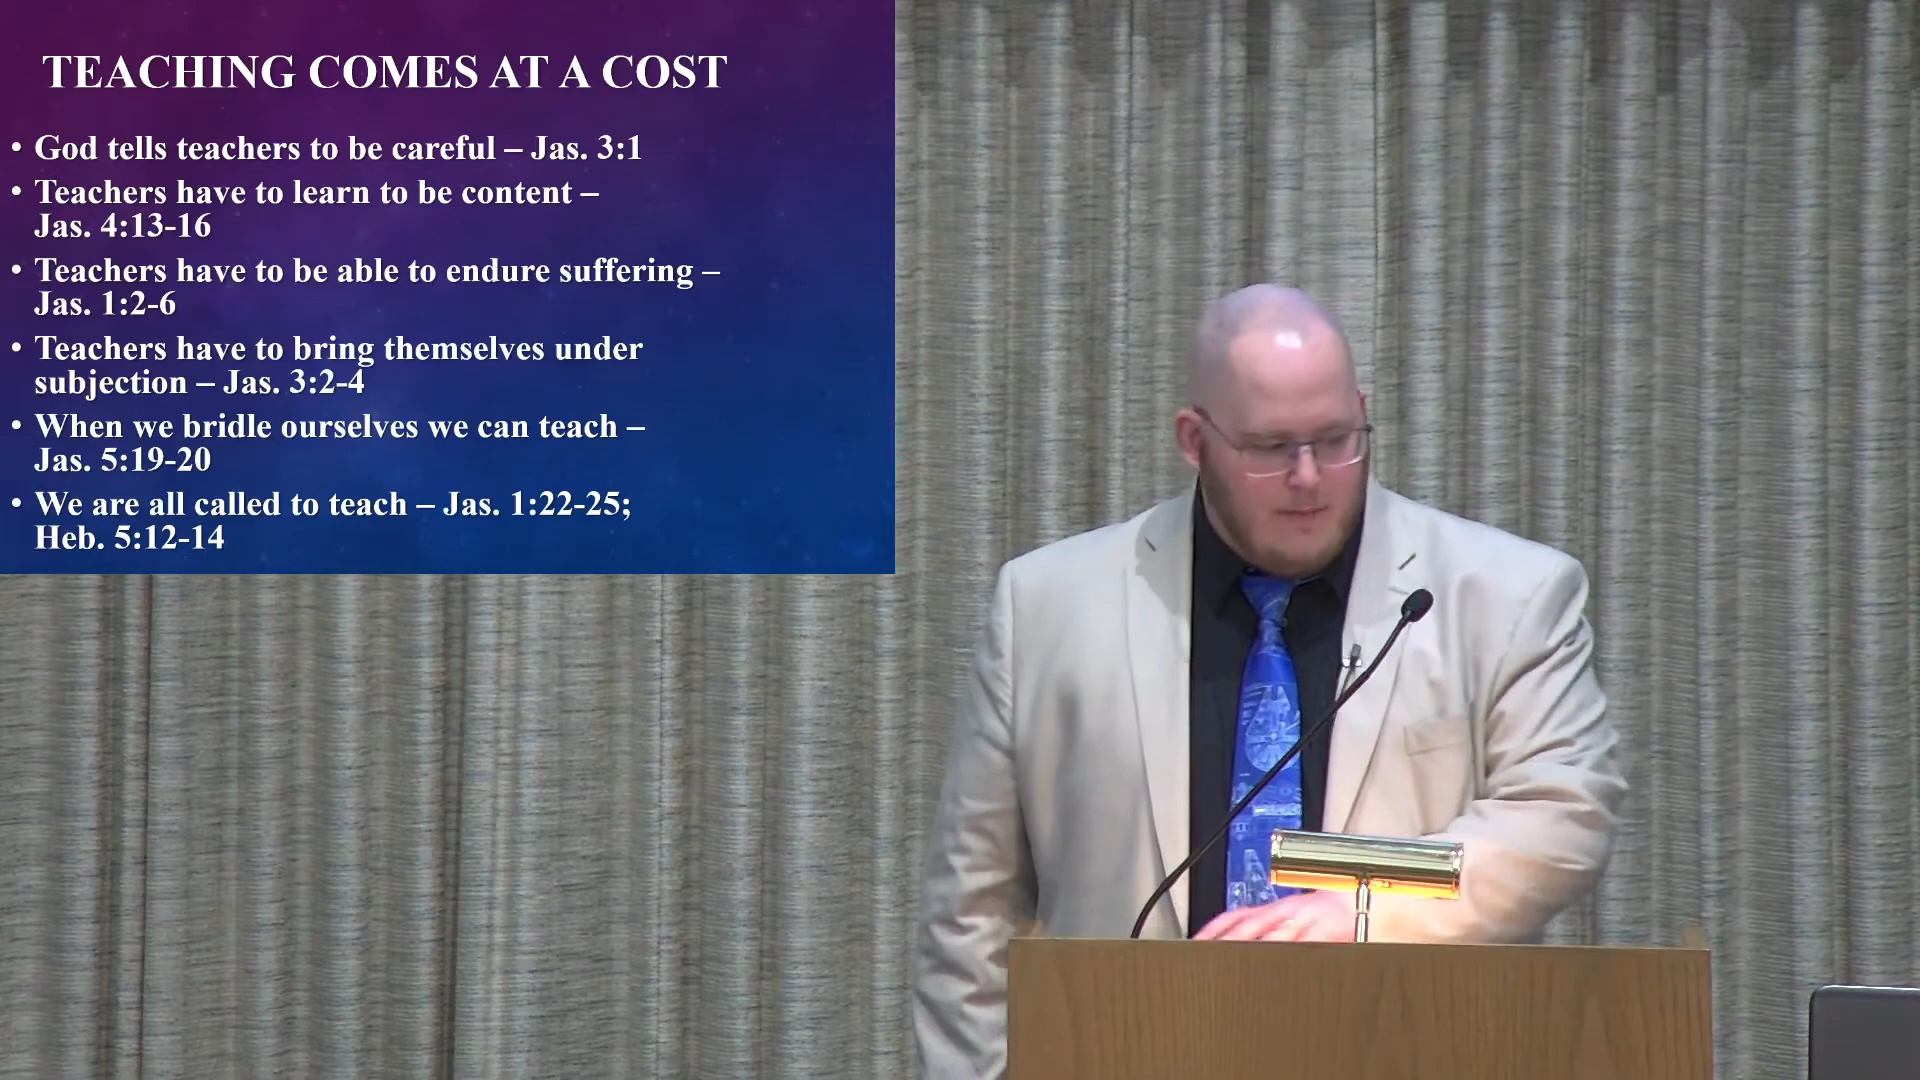 TEACHING COMES AT A COST
• God tells teachers to be careful – Jas. 3:1
• Teachers have to learn to be content –
Jas. 4:13-16
• Teachers have to be able to endure suffering –
Jas. 1:2-6
• Teachers have to bring themselves under
subjection – Jas. 3:2-4
• When we bridle ourselves we can teach –
Jas. 5:19-20
• We are all called to teach – Jas. 1:22-25;
Heb. 5:12-14